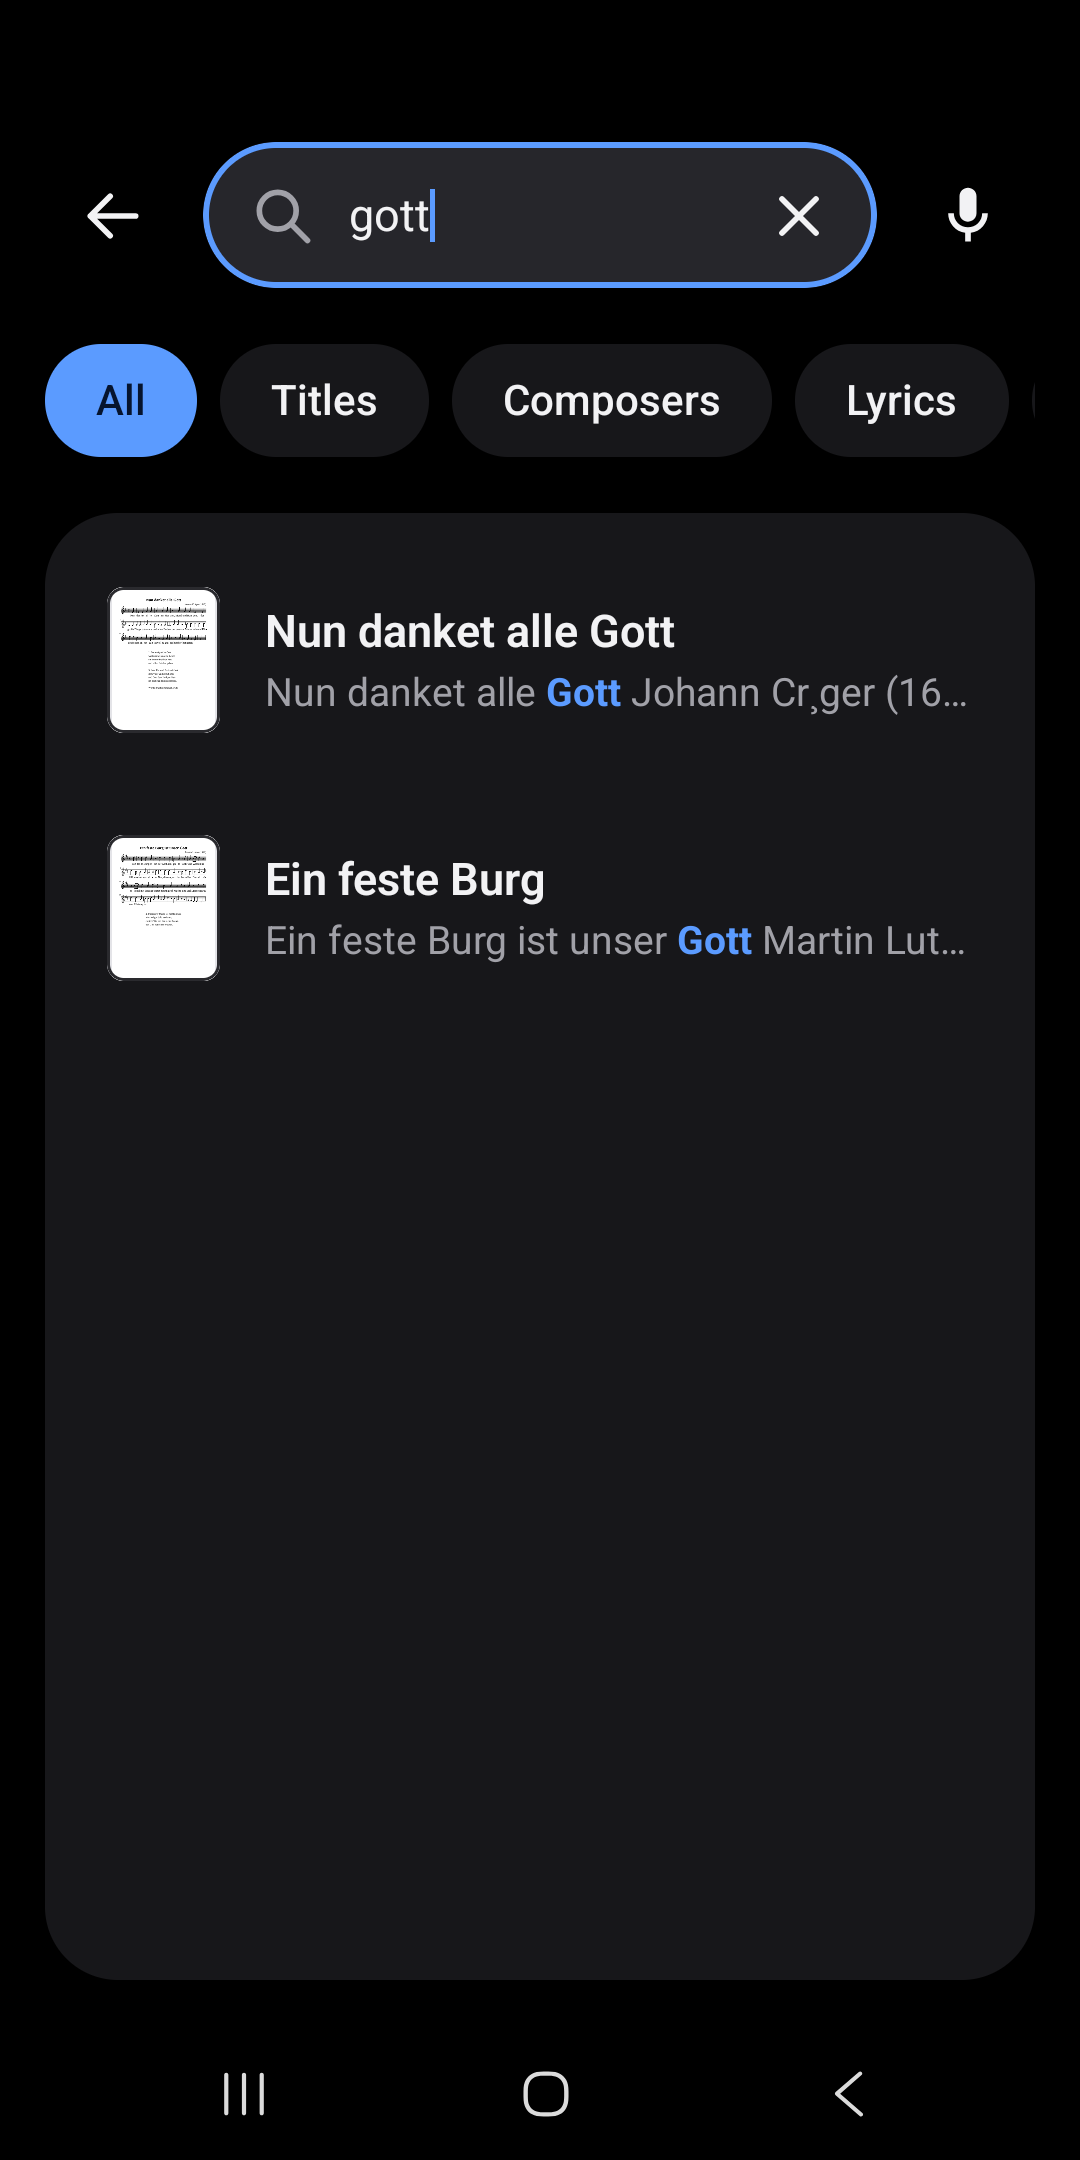 gott
All Titles Composers Lyrics
Nun danket alle Gott
Nun danket alle Gott Johann Cr¸ger (16...
Ein feste Burg
Ein feste Burg ist unser Gott Martin Lut...